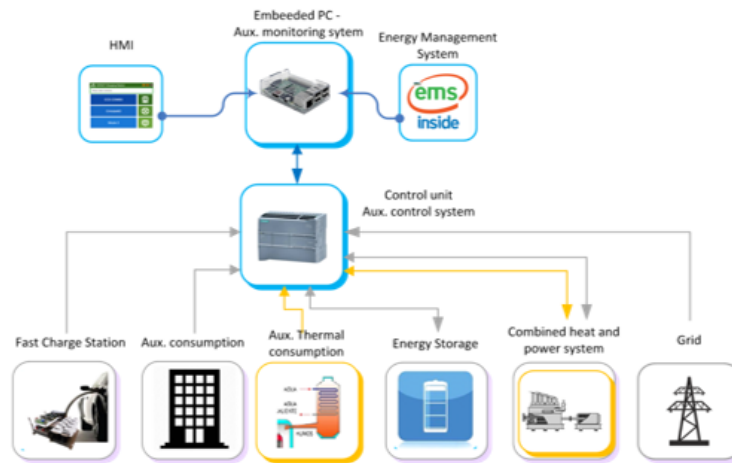 Embeeded PC -
Aux. monitoring sytem
HMI
Energy Management
System
ems
inside
Control unit
Aux. control system
Fast Charge Station
Aux. consumption
Aux. Thermal
consumption
Energy Storage
Combined heat and
power system
Grid
HUMOS